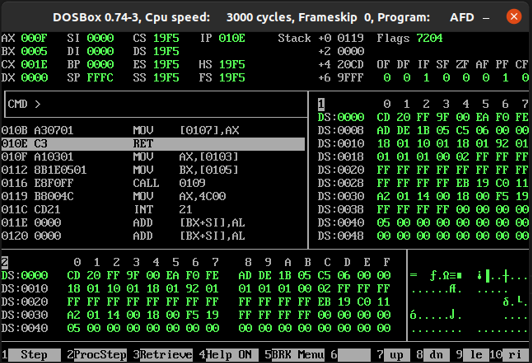 DOSBox 0.74-3, Cpu speed: 3000 cycles, Frameskip 0, Program: AFD
AX 000F SI 0000 CS 19F5 IP 010E Stack +0 0119 Flags 7204
BX 0005 DI 0000 DS 19F5 +2 0000
CX 001E BP 0000 ES 19F5 HS 19F5 +4 20CD OF DF IF SF ZF AF PF CF
DX 0000 SP FFFC SS 19F5 FS 19F5 +6 9FFF 0 0 1 0 0 0 1 0
CMD >
1 0 1 2 3 4 5 6 7
DS:0000 CD 20 FF 9F 00 EA F0 FE
010B A30701 MOV [0107],AX DS:0008 AD DE 1B 05 C5 06 00 00
010E C3 RET DS:0010 18 01 10 01 18 01 92 01
010F A10301 MOV AX,[0103] DS:0018 01 01 01 00 02 FF FF FF
0112 8B1E0501 MOV BX,[0105] DS:0020 FF FF FF FF FF FF FF FF
0116 E8F0FF CALL 0109 DS:0028 FF FF FF FF EB 19 C0 11
0119 B8004C MOV AX,4C00 DS:0030 A2 01 14 00 18 00 F5 19
011C CD21 INT 21 DS:0038 FF FF FF FF 00 00 00 00
011E 0000 ADD [BX+SI],AL DS:0040 05 00 00 00 00 00 00 00
0120 0000 ADD [BX+SI],AL DS:0048 00 00 00 00 00 00 00 00
2 0 1 2 3 4 5 6 7 8 9 A B C D E F
DS:0000 CD 20 FF 9F 00 EA F0 FE AD DE 1B 05 C5 06 00 00
DS:0010 18 01 10 01 18 01 92 01 01 01 01 00 02 FF FF FF
DS:0020 FF FF FF FF FF FF FF FF FF FF FF FF EB 19 C0 11
DS:0030 A2 01 14 00 18 00 F5 19 FF FF FF FF 00 00 00 00
DS:0040 05 00 00 00 00 00 00 00 00 00 00 00 00 00 00 00
1 Step 2ProcStep 3Retrieve 4Help ON 5BRK Menu 6 7 up 8 dn 9 le 10 ri